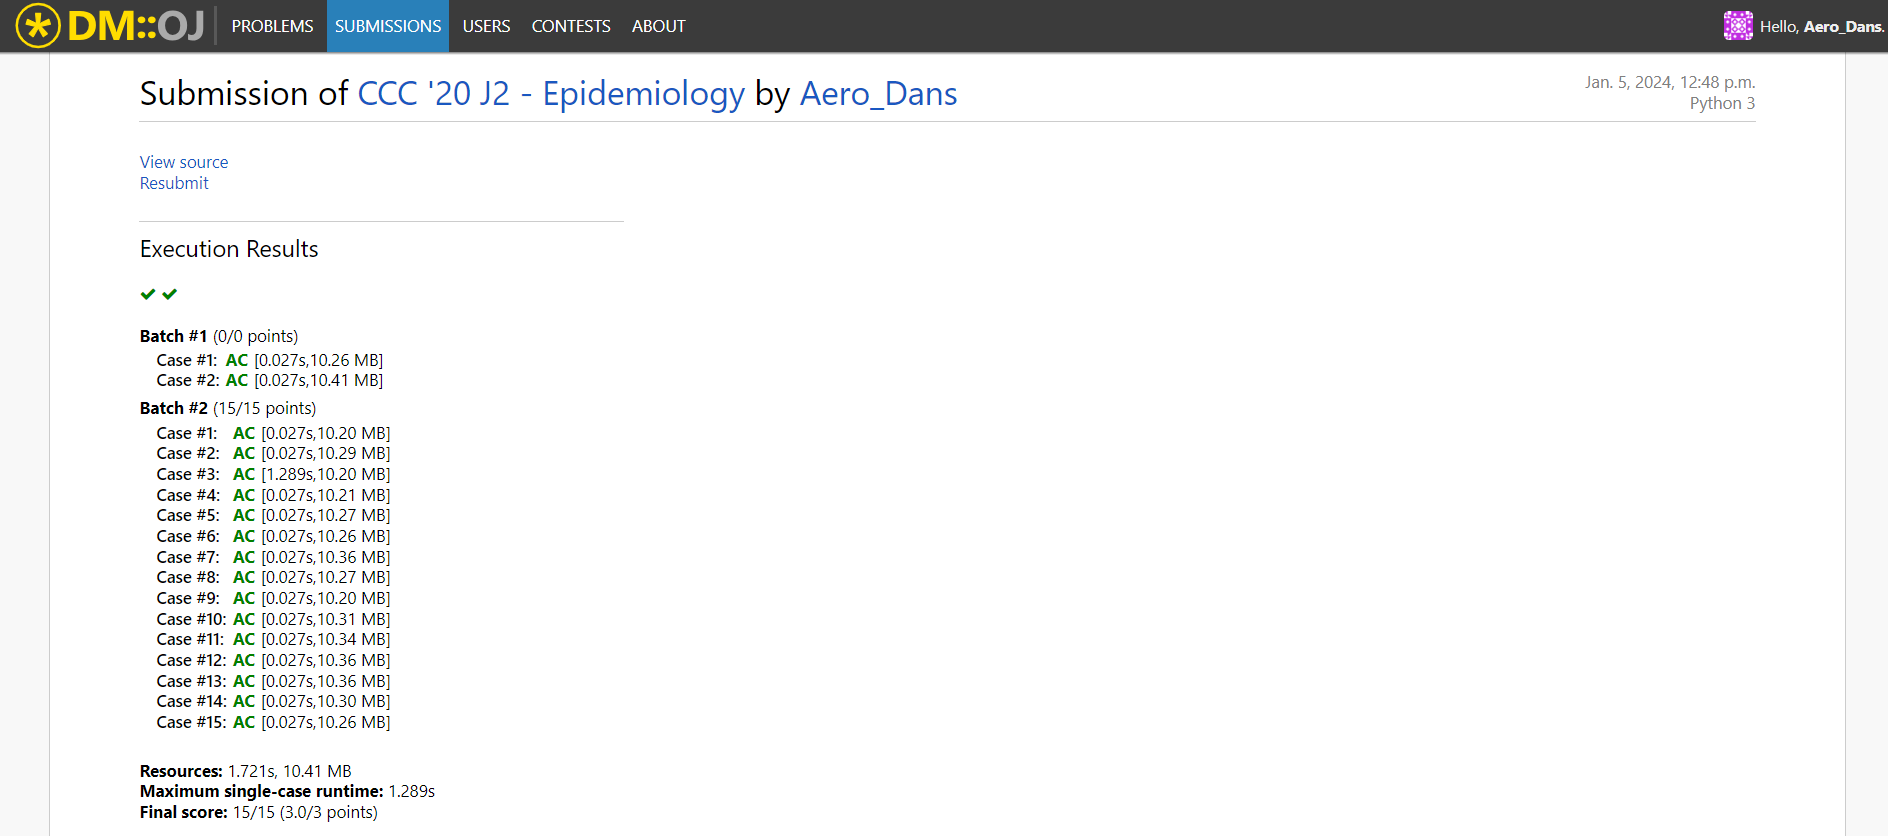 DM::OJ PROBLEMS SUBMISSIONS USERS CONTESTS ABOUT Hello, Aero_Dans.
Submission of CCC '20 J2 - Epidemiology by Aero_Dans
Jan. 5, 2024, 12:48 p.m.
Python 3
View source
Resubmit
Execution Results
Batch #1 (0/0 points)
Case #1: AC [0.027s,10.26 MB]
Case #2: AC [0.027s,10.41 MB]
Batch #2 (15/15 points)
Case #1: AC [0.027s,10.20 MB]
Case #2: AC [0.027s,10.29 MB]
Case #3: AC [1.289s,10.20 MB]
Case #4: AC [0.027s,10.21 MB]
Case #5: AC [0.027s,10.27 MB]
Case #6: AC [0.027s,10.26 MB]
Case #7: AC [0.027s,10.36 MB]
Case #8: AC [0.027s,10.27 MB]
Case #9: AC [0.027s,10.20 MB]
Case #10: AC [0.027s,10.31 MB]
Case #11: AC [0.027s,10.34 MB]
Case #12: AC [0.027s,10.36 MB]
Case #13: AC [0.027s,10.36 MB]
Case #14: AC [0.027s,10.30 MB]
Case #15: AC [0.027s,10.26 MB]
Resources: 1.721s, 10.41 MB
Maximum single-case runtime: 1.289s
Final score: 15/15 (3.0/3 points)